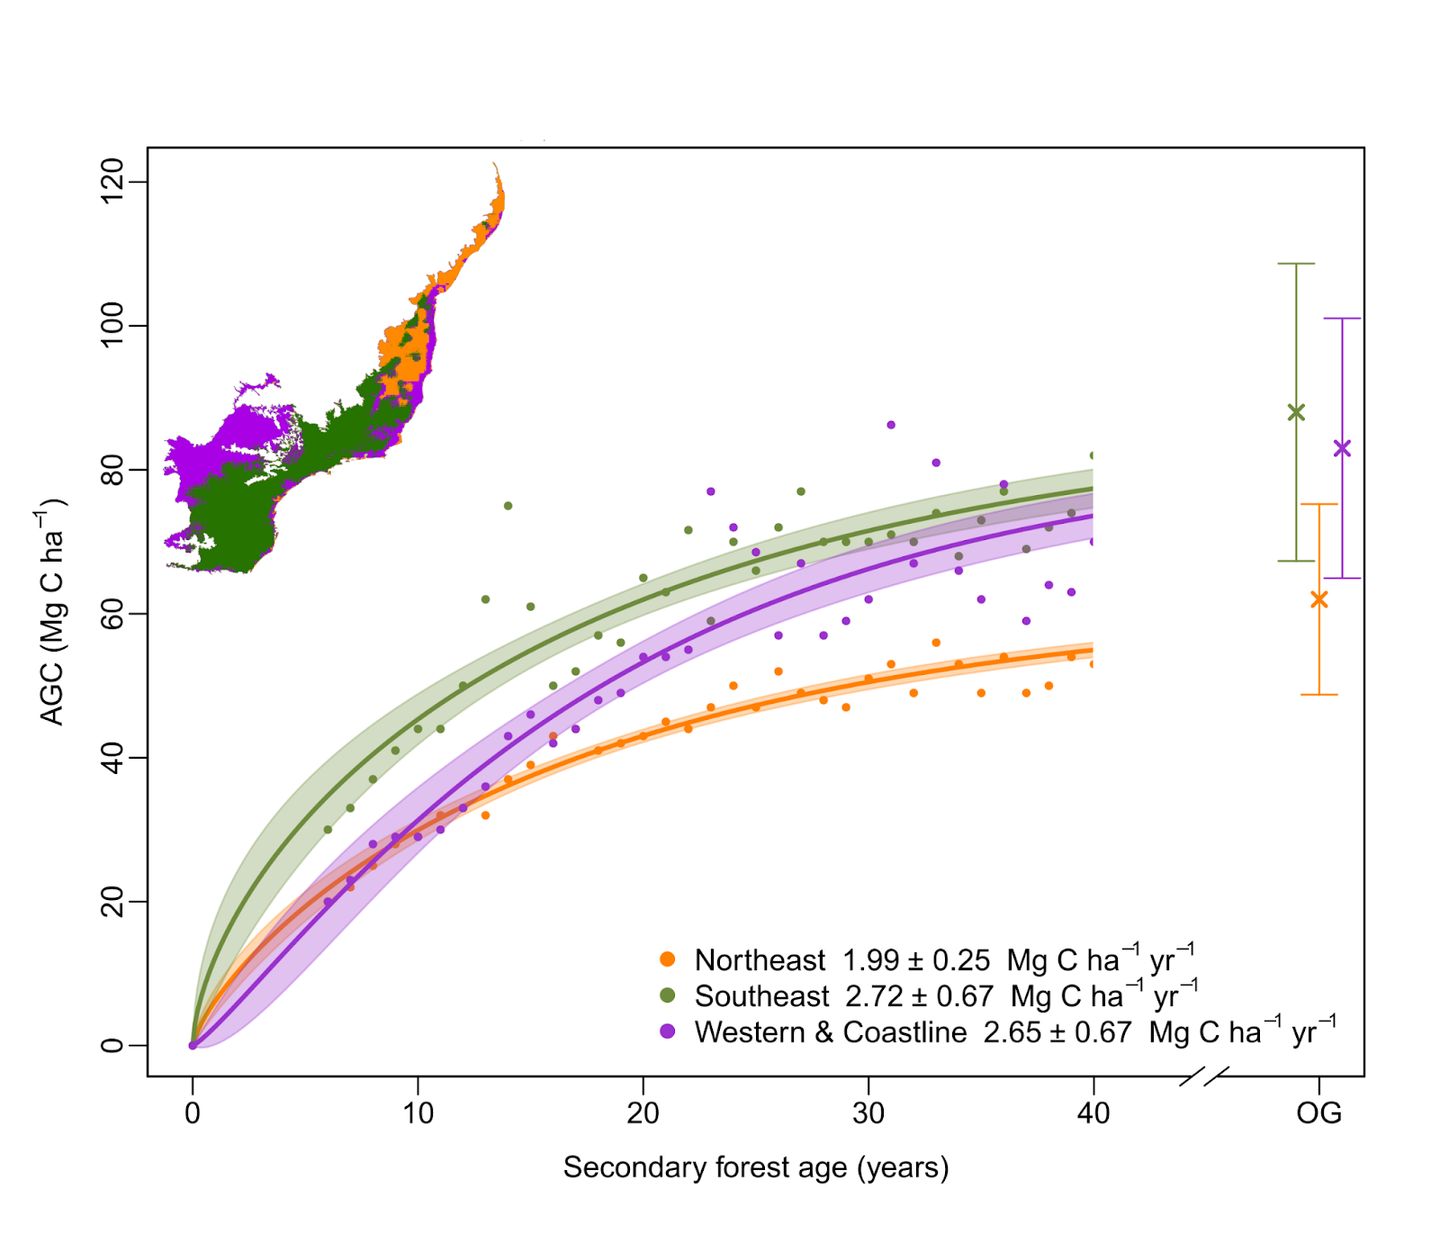 120
100
80
60
40
20
0
AGC (Mg C ha⁻¹)
Northeast 1.99 ± 0.25 Mg C ha⁻¹ yr⁻¹
Southeast 2.72 ± 0.67 Mg C ha⁻¹ yr⁻¹
Western & Coastline 2.65 ± 0.67 Mg C ha⁻¹ yr⁻¹
0 10 20 30 40 OG
Secondary forest age (years)